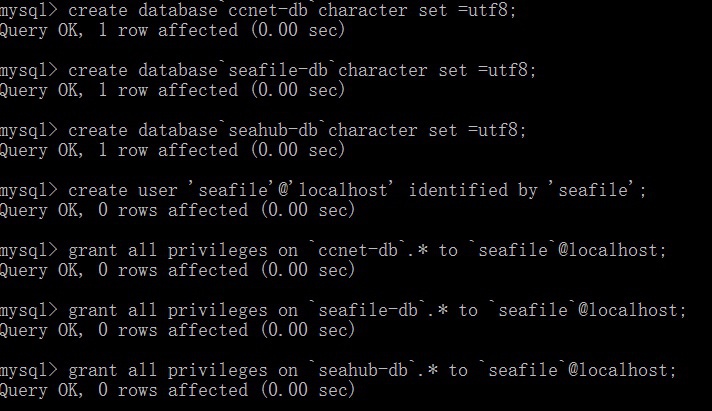 mysql> create database`ccnet-db`character set =utf8;
Query OK, 1 row affected (0.00 sec)
mysql> create database`seafile-db`character set =utf8;
Query OK, 1 row affected (0.00 sec)
mysql> create database`seahub-db`character set =utf8;
Query OK, 1 row affected (0.00 sec)
mysql> create user 'seafile'@'localhost' identified by 'seafile';
Query OK, 0 rows affected (0.00 sec)
mysql> grant all privileges on `ccnet-db`.* to `seafile`@localhost;
Query OK, 0 rows affected (0.00 sec)
mysql> grant all privileges on `seafile-db`.* to `seafile`@localhost;
Query OK, 0 rows affected (0.00 sec)
mysql> grant all privileges on `seahub-db`.* to `seafile`@localhost;
Query OK, 0 rows affected (0.00 sec)